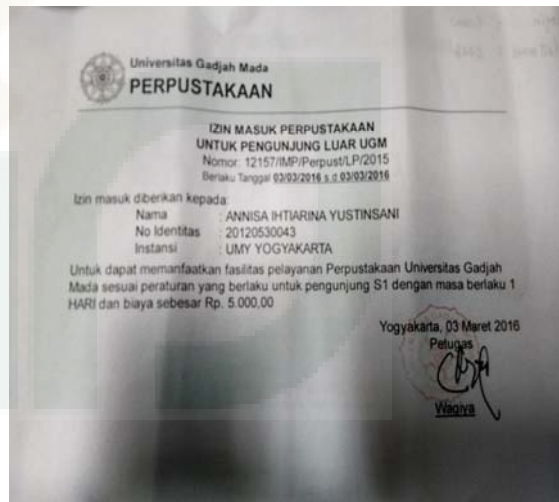 Universitas Gadjah Mada
PERPUSTAKAAN
IZIN MASUK PERPUSTAKAAN
UNTUK PENGUNJUNG LUAR UGM
Nomor: 12157/IMP/Perpust/LP/2015
Berlaku Tanggal 03/03/2016 s.d 03/03/2016
Izin masuk diberikan kepada:
Nama : ANNISA IHTIARINA YUSTINSANI
No Identitas : 20120530043
Instansi : UMY YOGYAKARTA
Untuk dapat memanfaatkan fasilitas pelayanan Perpustakaan Universitas Gadjah
Mada sesuai peraturan yang berlaku untuk pengunjung S1 dengan masa berlaku 1
HARI dan biaya sebesar Rp. 5.000,00
Yogyakarta, 03 Maret 2016
Petugas
Wagiya